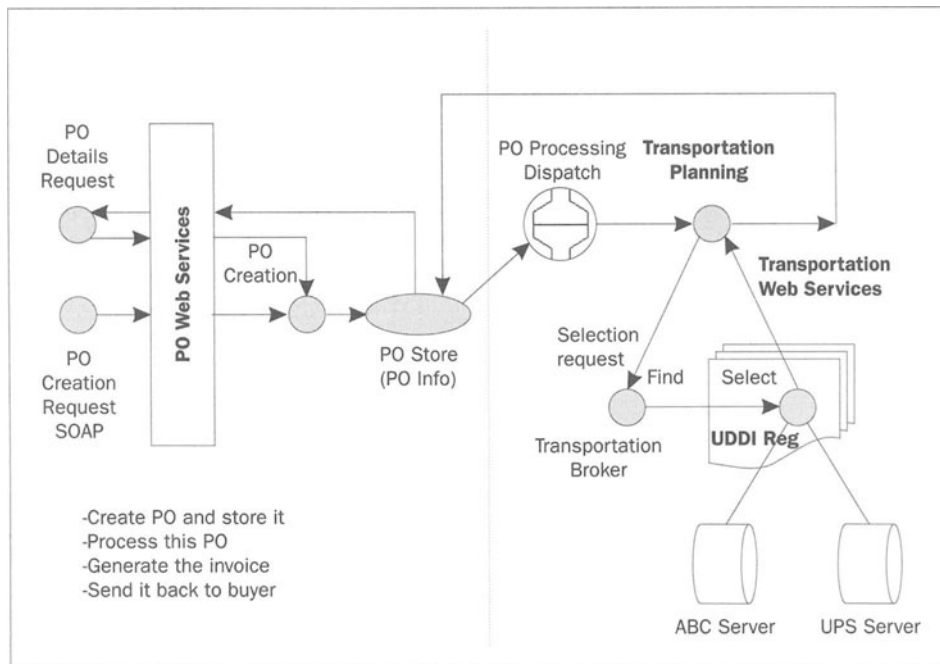 PO
Details
Request
PO Web Services
PO
Creation
PO
Creation
Request
SOAP
PO Store
(PO Info)
-Create PO and store it
-Process this PO
-Generate the invoice
-Send it back to buyer
PO Processing
Dispatch
Transportation
Planning
Transportation
Web Services
Selection
request
Find
Select
Transportation
Broker
UDDI Reg
ABC Server
UPS Server